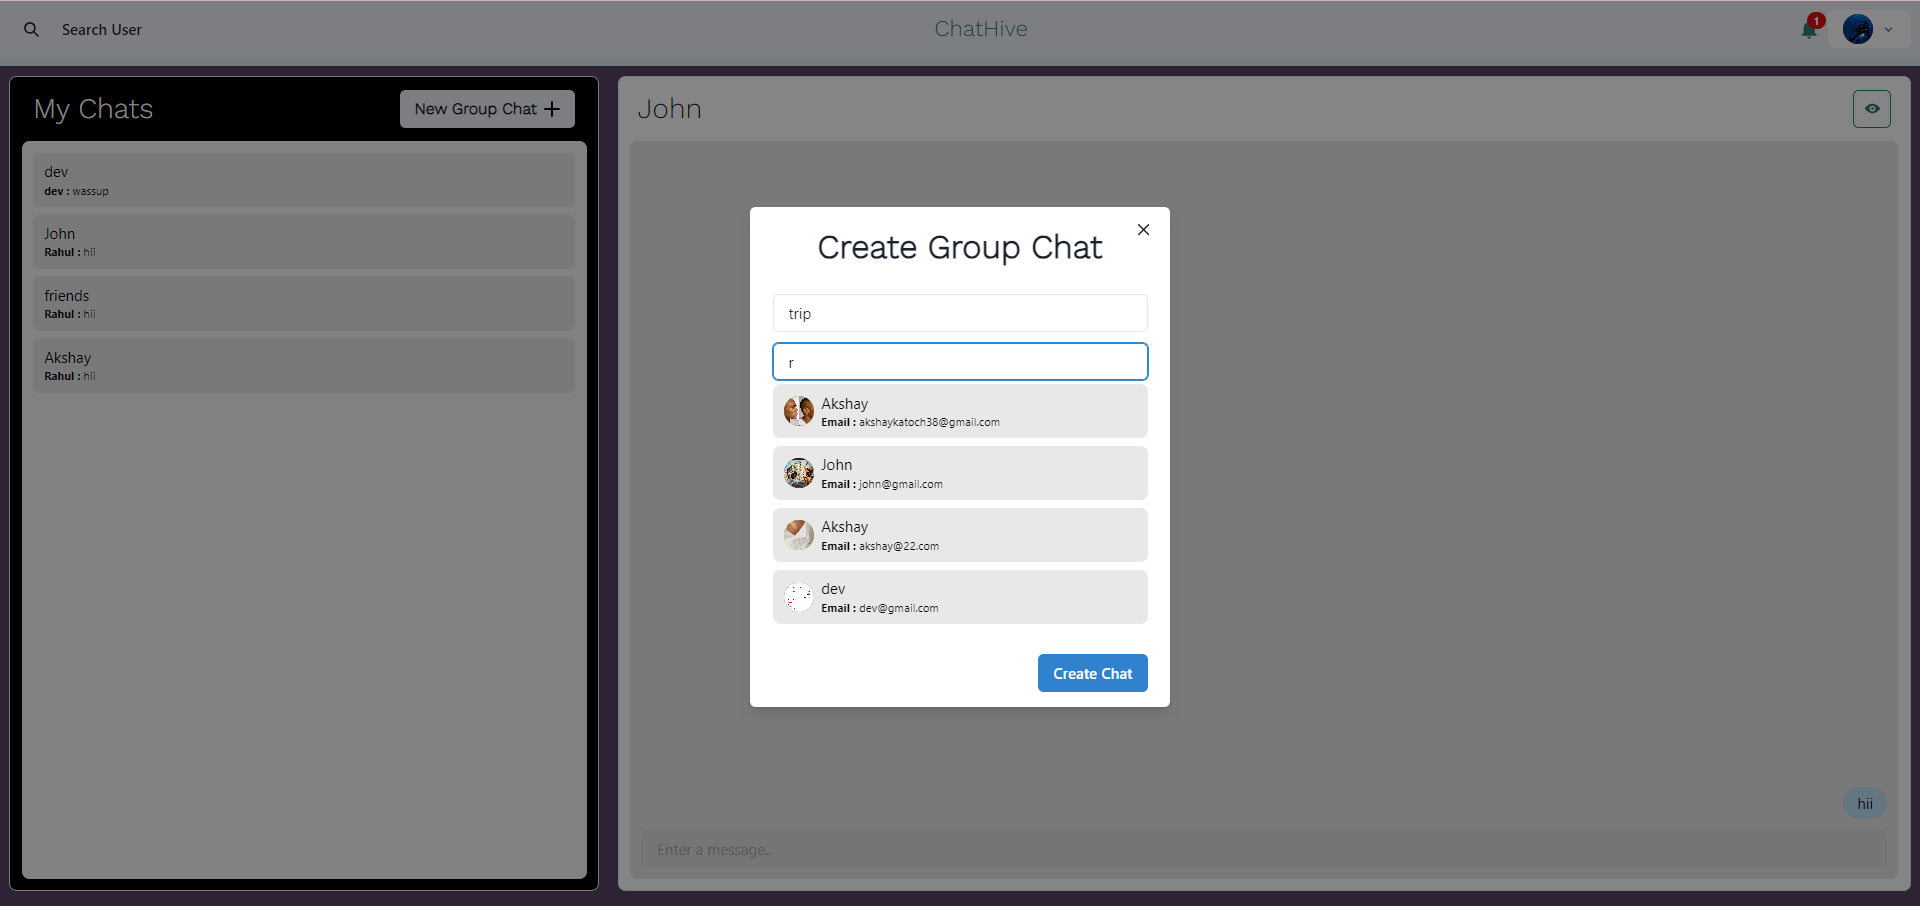 Search User
ChatHive
1
My Chats
New Group Chat
dev
dev : wassup
John
Rahul : hii
friends
Rahul : hii
Akshay
Rahul : hii
John
hii
Enter a message..
Create Group Chat
trip
r
Akshay
Email : akshaykatoch38@gmail.com
John
Email : john@gmail.com
Akshay
Email : akshay@22.com
dev
Email : dev@gmail.com
Create Chat